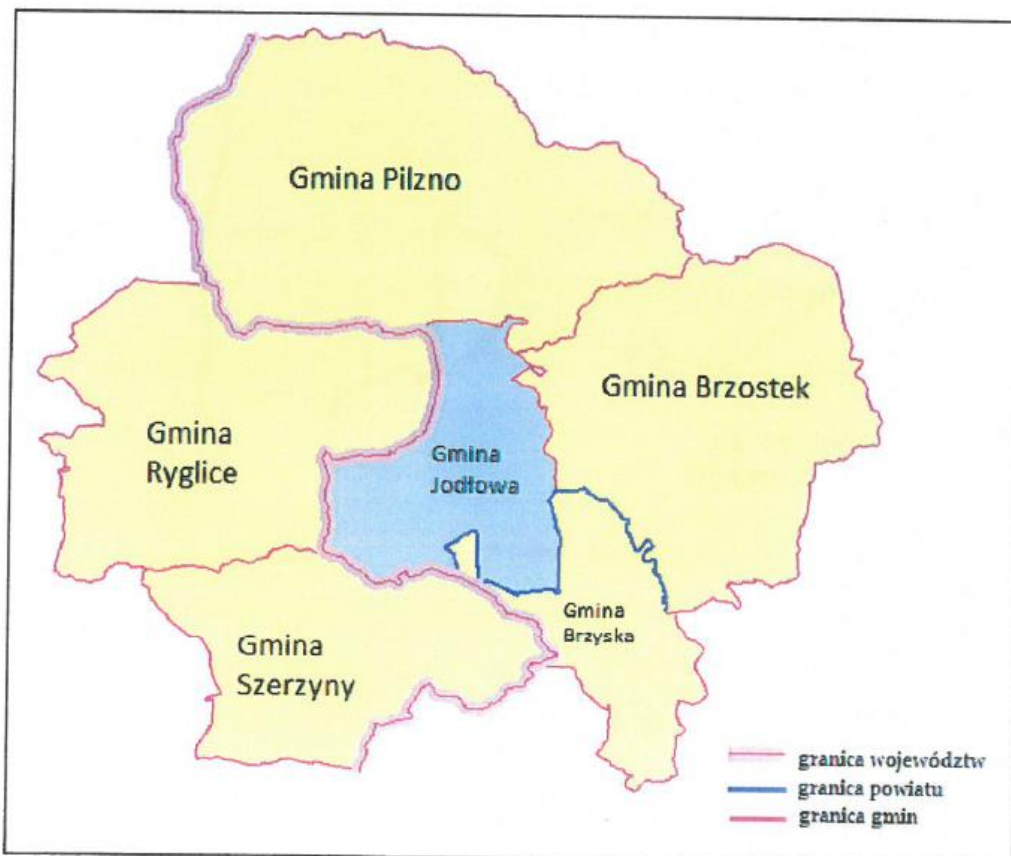 Gmina Pilzno
Gmina Brzostek
Gmina
Ryglice
Gmina
Jodłowa
Gmina
Brzyska
Gmina
Szerzyny
granica województw
granica powiatu
granica gmin